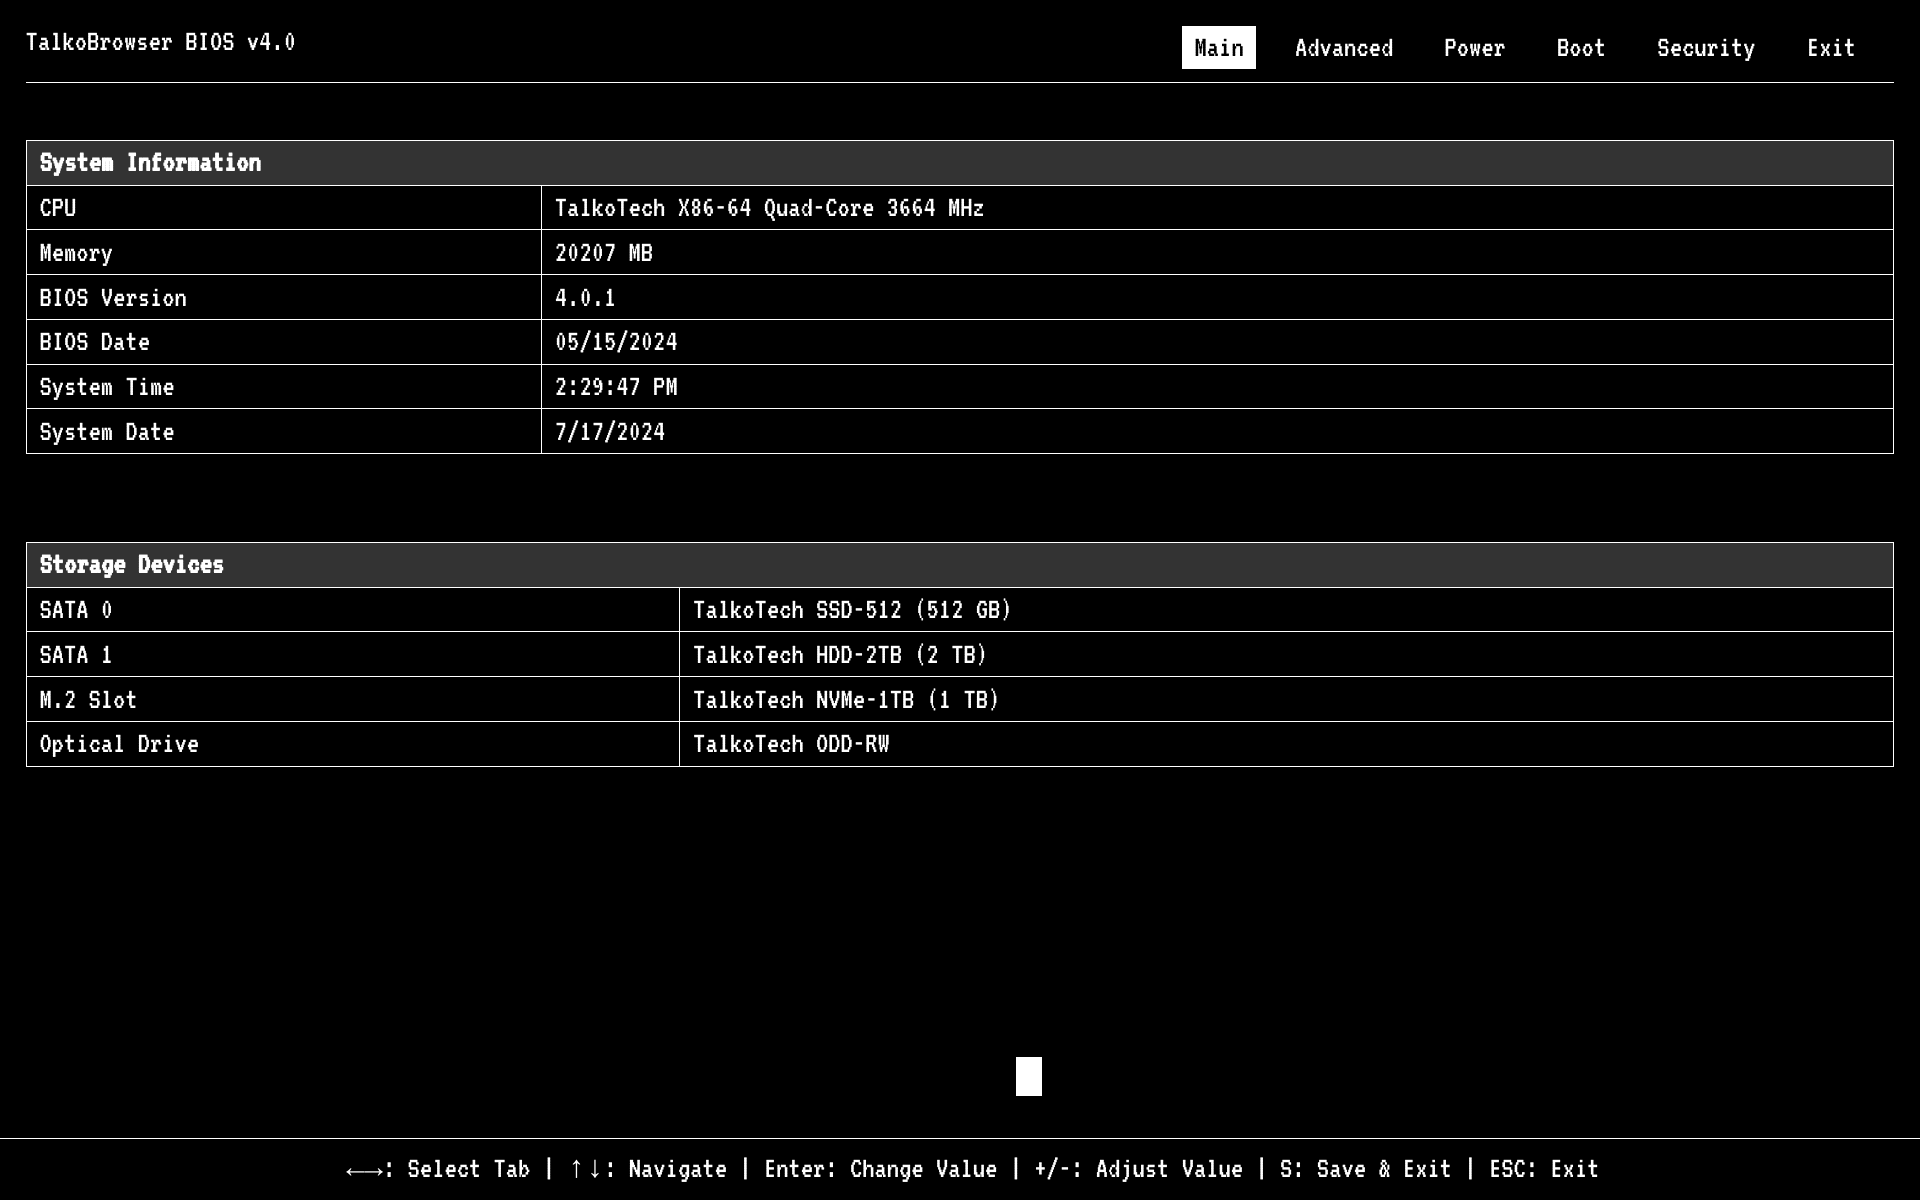 TalkoBrowser BIOS v4.0
Main Advanced Power Boot Security Exit
System Information
CPU TalkoTech X86-64 Quad-Core 3664 MHz
Memory 20207 MB
BIOS Version 4.0.1
BIOS Date 05/15/2024
System Time 2:29:47 PM
System Date 7/17/2024
Storage Devices
SATA 0 TalkoTech SSD-512 (512 GB)
SATA 1 TalkoTech HDD-2TB (2 TB)
M.2 Slot TalkoTech NVMe-1TB (1 TB)
Optical Drive TalkoTech ODD-RW
←→: Select Tab | ↑↓: Navigate | Enter: Change Value | +/-: Adjust Value | S: Save & Exit | ESC: Exit